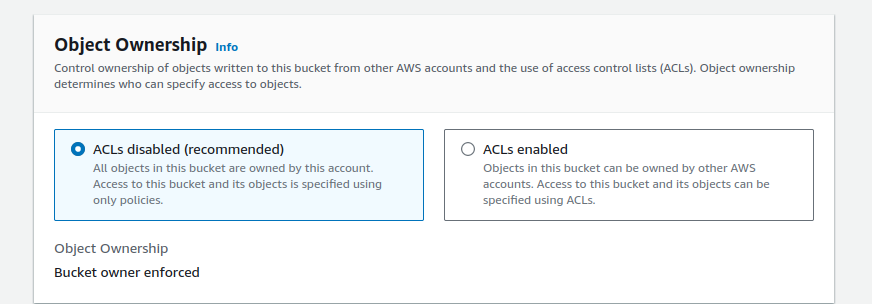 Object Ownership Info
Control ownership of objects written to this bucket from other AWS accounts and the use of access control lists (ACLs). Object ownership
determines who can specify access to objects.
ACLs disabled (recommended)
All objects in this bucket are owned by this account.
Access to this bucket and its objects is specified using
only policies.
ACLs enabled
Objects in this bucket can be owned by other AWS
accounts. Access to this bucket and its objects can be
specified using ACLs.
Object Ownership
Bucket owner enforced